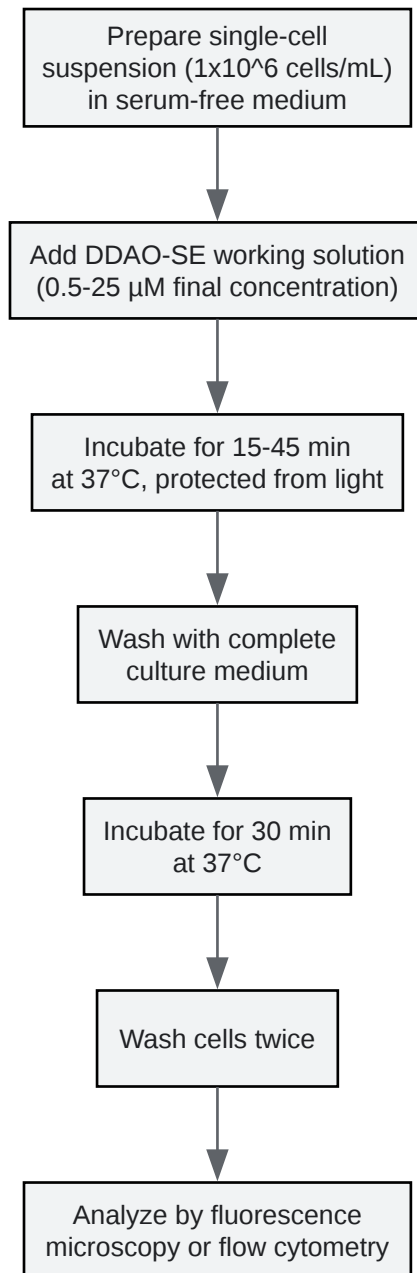 Prepare single-cell
suspension (1x10^6 cells/mL)
in serum-free medium
Add DDAO-SE working solution
(0.5-25 µM final concentration)
Incubate for 15-45 min
at 37°C, protected from light
Wash with complete
culture medium
Incubate for 30 min
at 37°C
Wash cells twice
Analyze by fluorescence
microscopy or flow cytometry